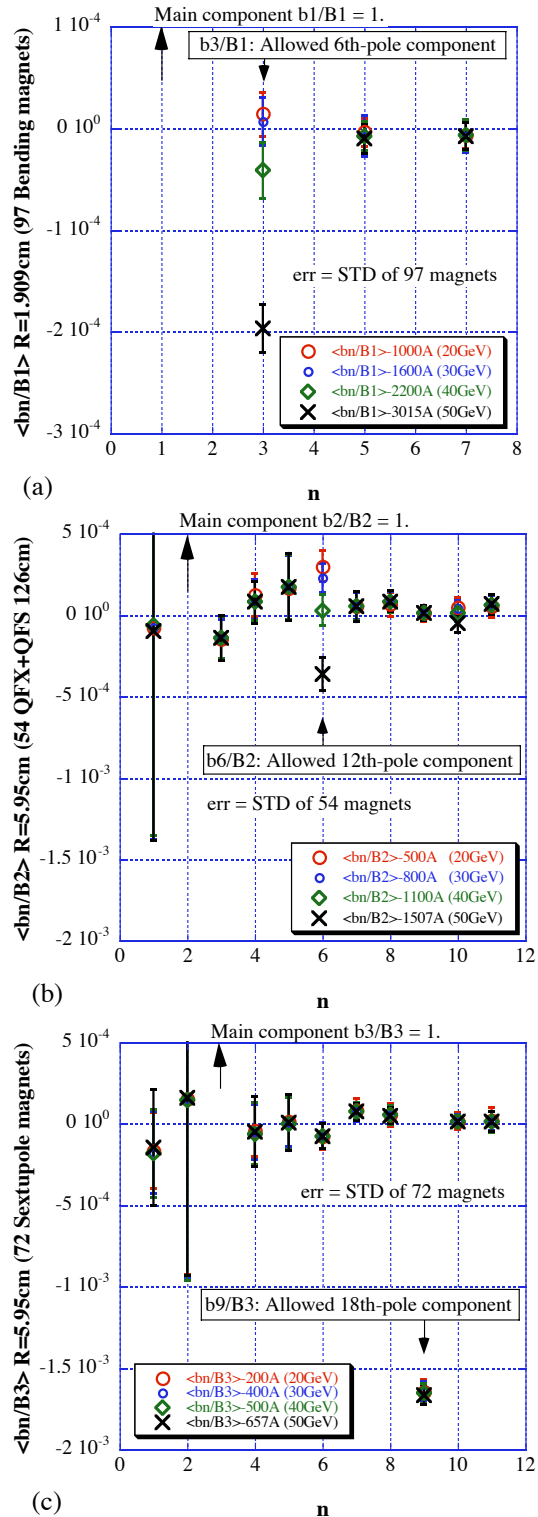 Main component b1/B1 = 1.
1 10⁻⁴
b3/B1: Allowed 6th-pole component
0 10⁰
-1 10⁻⁴
err = STD of 97 magnets
-2 10⁻⁴
<bn/B1>-1000A (20GeV)
<bn/B1>-1600A (30GeV)
<bn/B1>-2200A (40GeV)
<bn/B1>-3015A (50GeV)
-3 10⁻⁴
0 1 2 3 4 5 6 7 8
n
<bn/B1> R=1.909cm (97 Bending magnets)
(a)
Main component b2/B2 = 1.
5 10⁻⁴
0 10⁰
-5 10⁻⁴
b6/B2: Allowed 12th-pole component
-1 10⁻³
err = STD of 54 magnets
-1.5 10⁻³
<bn/B2>-500A (20GeV)
<bn/B2>-800A (30GeV)
<bn/B2>-1100A (40GeV)
<bn/B2>-1507A (50GeV)
-2 10⁻³
0 2 4 6 8 10 12
n
<bn/B2> R=5.95cm (54 QFX+QFS 126cm)
(b)
Main component b3/B3 = 1.
5 10⁻⁴
0 10⁰
err = STD of 72 magnets
-5 10⁻⁴
-1 10⁻³
b9/B3: Allowed 18th-pole component
-1.5 10⁻³
<bn/B3>-200A (20GeV)
<bn/B3>-400A (30GeV)
<bn/B3>-500A (40GeV)
<bn/B3>-657A (50GeV)
-2 10⁻³
0 2 4 6 8 10 12
n
<bn/B3> R=5.95cm (72 Sextupole magnets)
(c)